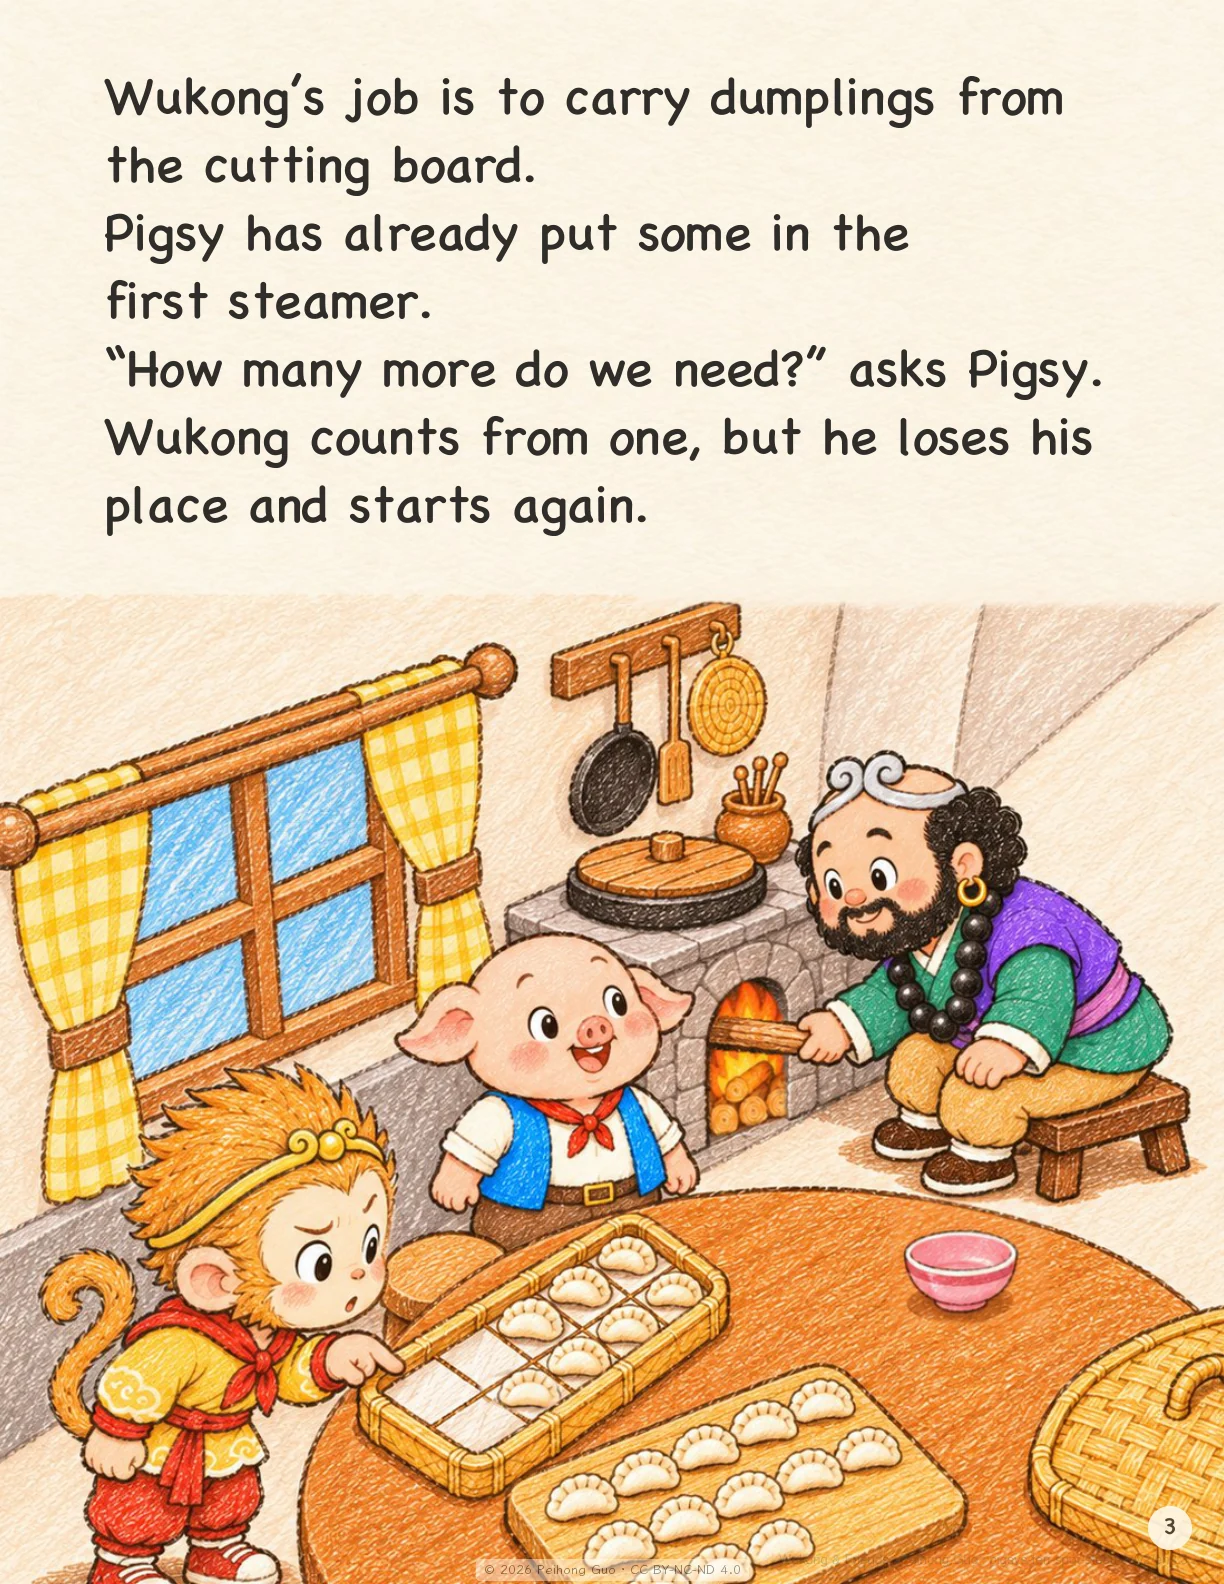 Wukong’s job is to carry dumplings from
the cutting board.
Pigsy has already put some in the
first steamer.
“How many more do we need?” asks Pigsy.
Wukong counts from one, but he loses his
place and starts again.
3
© 2026 Peihong Guo • CC BY-NC-ND 4.0